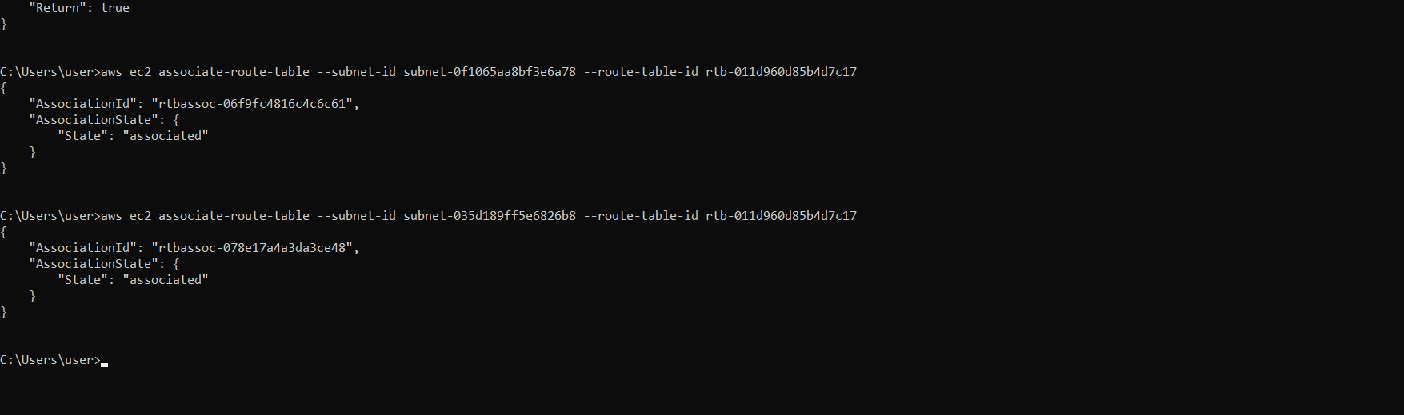 "Return": true
}
C:\Users\user>aws ec2 associate-route-table --subnet-id subnet-0f1065aa8bf3e6a78 --route-table-id rtb-011d960d85b4d7c17
{
"AssociationId": "rtbassoc-06f9fc4816c4c6c61",
"AssociationState": {
"State": "associated"
}
}
C:\Users\user>aws ec2 associate-route-table --subnet-id subnet-035d189ff5e6826b8 --route-table-id rtb-011d960d85b4d7c17
{
"AssociationId": "rtbassoc-078e17a4a3da3ce48",
"AssociationState": {
"State": "associated"
}
}
C:\Users\user>